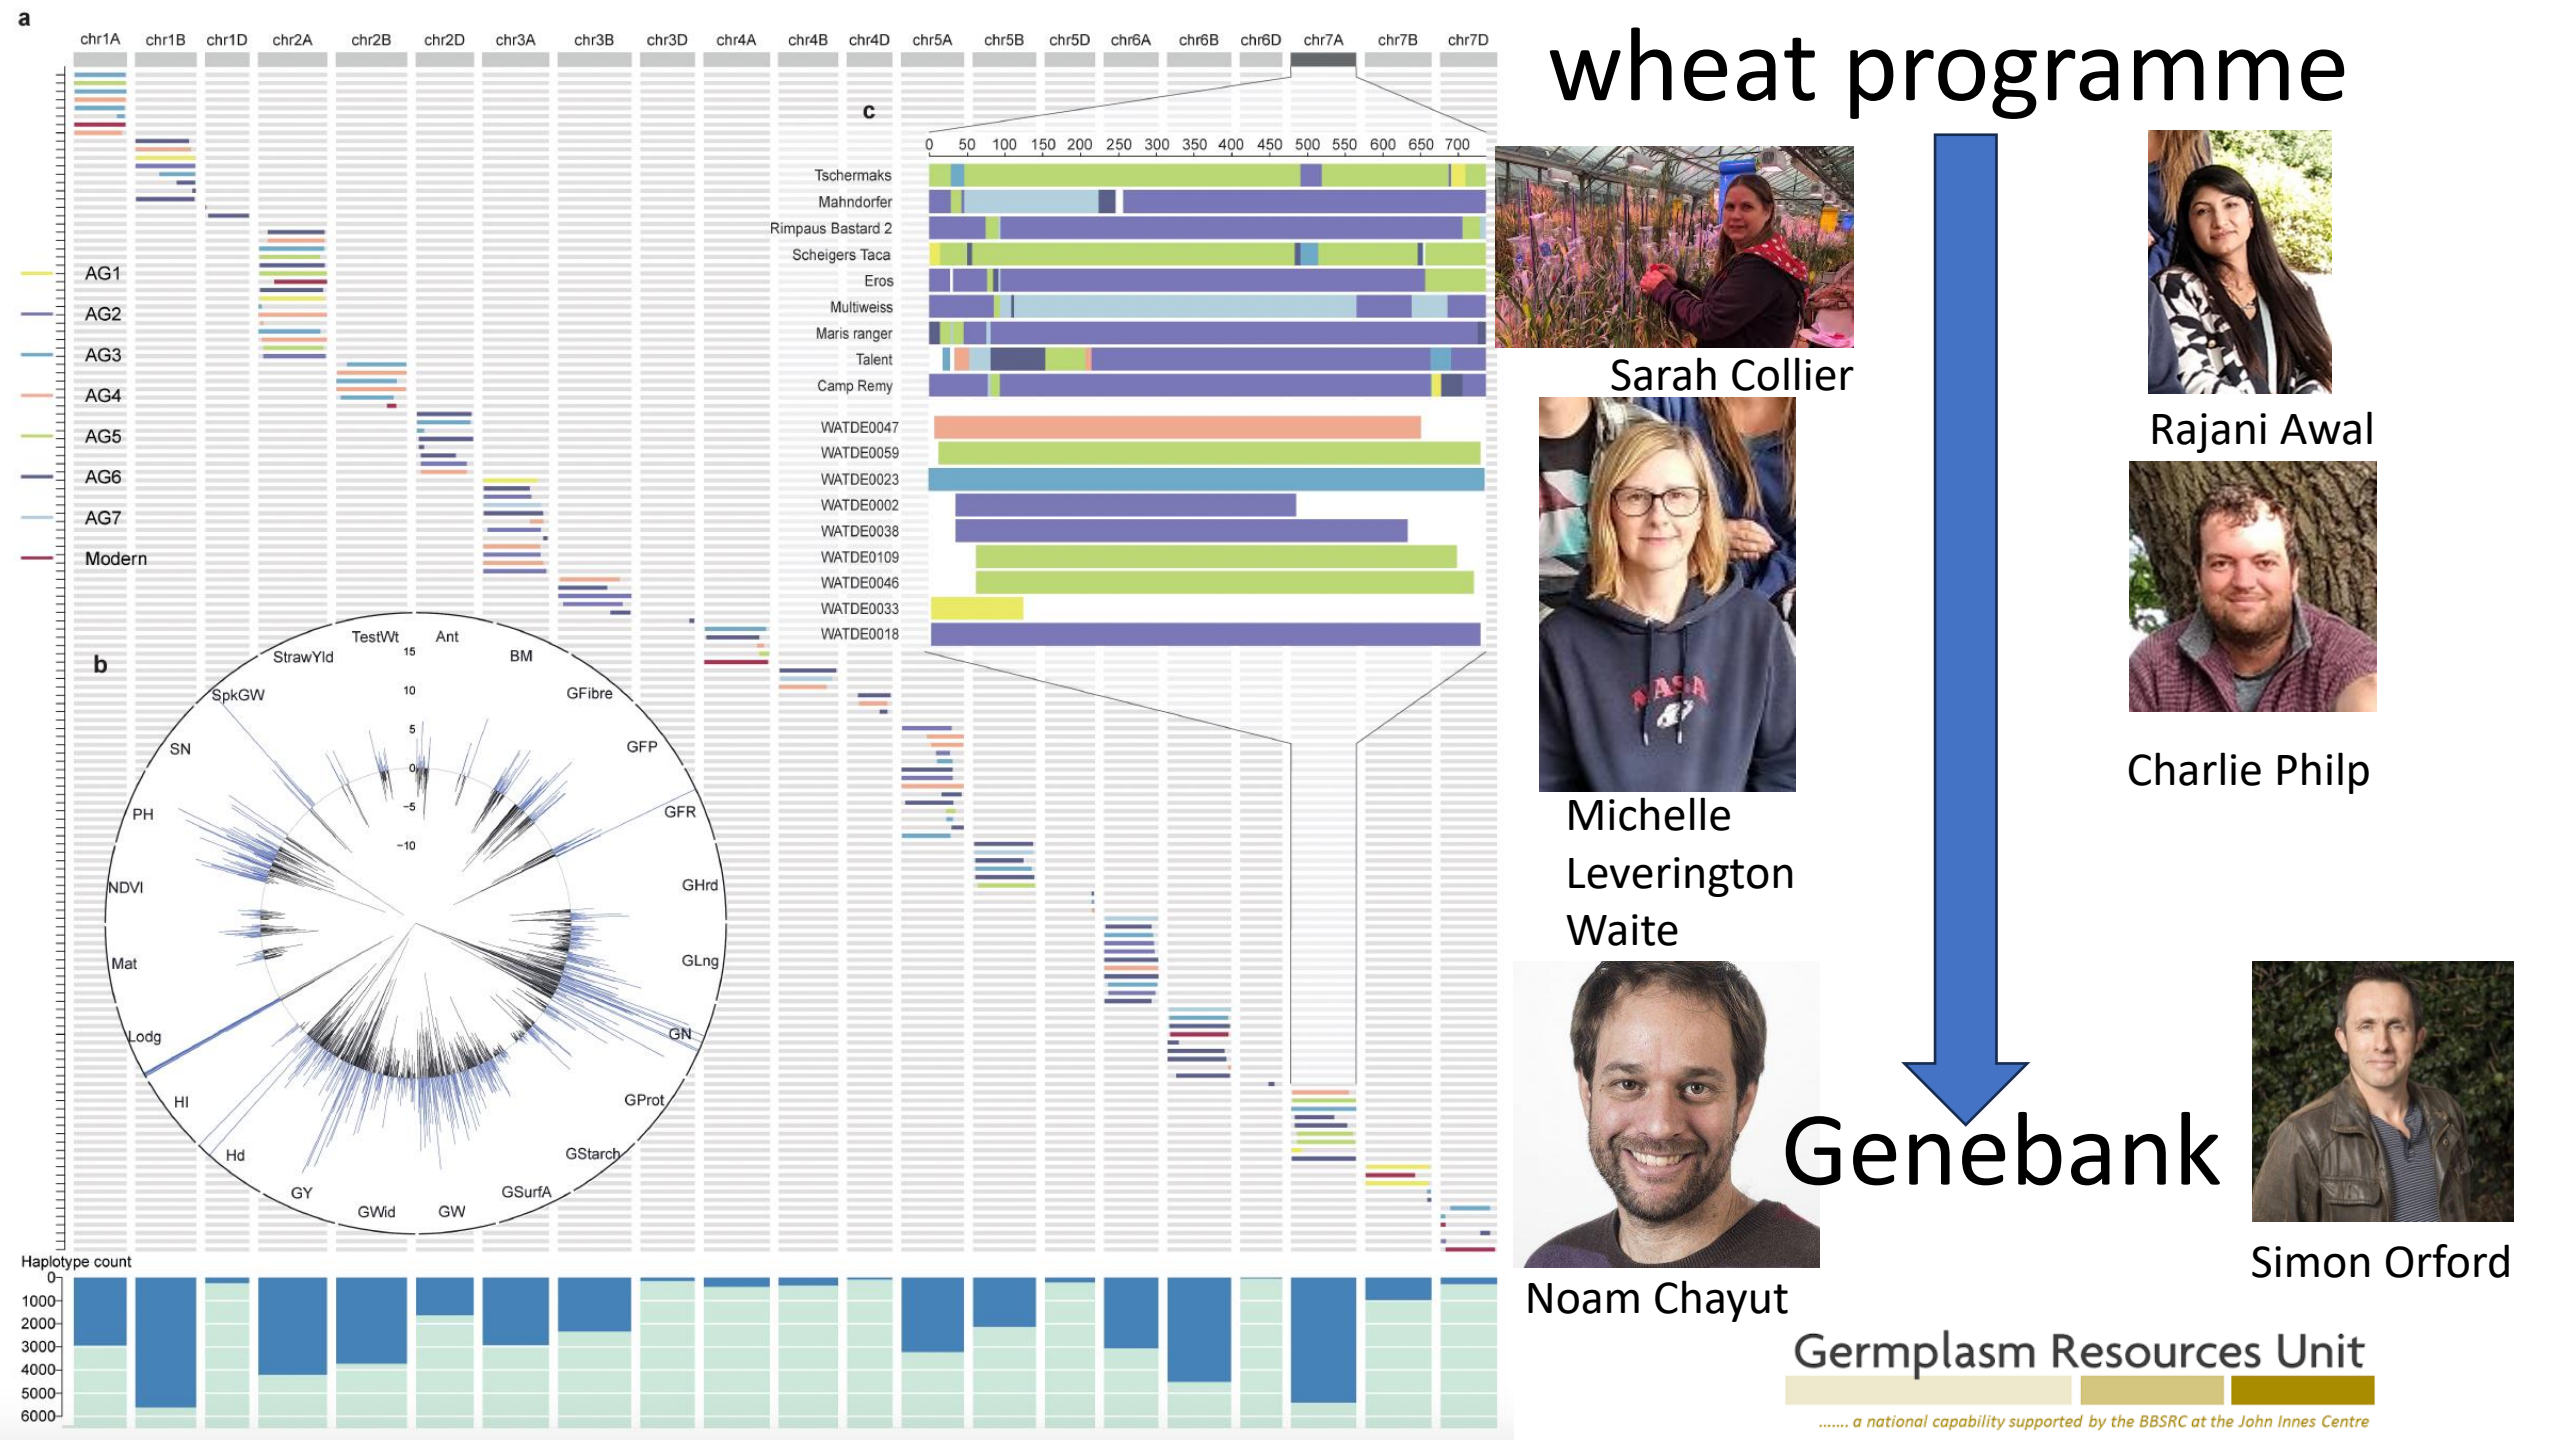 a
chr1A chr1B chr1D chr2A chr2B chr2D chr3A chr3B chr3D chr4A chr4B chr4D chr5A chr5B chr5D chr6A chr6B chr6D chr7A chr7B chr7D
wheat programme
c
0 50 100 150 200 250 300 350 400 450 500 550 600 650 700
Tschermaks
Mahndorfer
Rimpaus Bastard 2
Scheigers Taca
Eros
Multiweiss
Maris ranger
Talent
Camp Remy
WATDE0047
WATDE0059
WATDE0023
WATDE0002
WATDE0038
WATDE0109
WATDE0046
WATDE0033
WATDE0018
AG1
AG2
AG3
AG4
AG5
AG6
AG7
Modern
b
TestWt
Ant
BM
GFibre
GFP
GFR
GHrd
GLng
GN
GProt
GStarch
GSurfA
GW
GWid
GY
Hd
HI
Lodg
Mat
NDVI
PH
SN
SpkGW
StrawYld
15
10
5
0
−5
−10
Haplotype count
0
1000
2000
3000
4000
5000
6000
Sarah Collier
Rajani Awal
NASA
Michelle
Leverington
Waite
Charlie Philp
Genebank
Noam Chayut
Simon Orford
Germplasm Resources Unit
....... a national capability supported by the BBSRC at the John Innes Centre